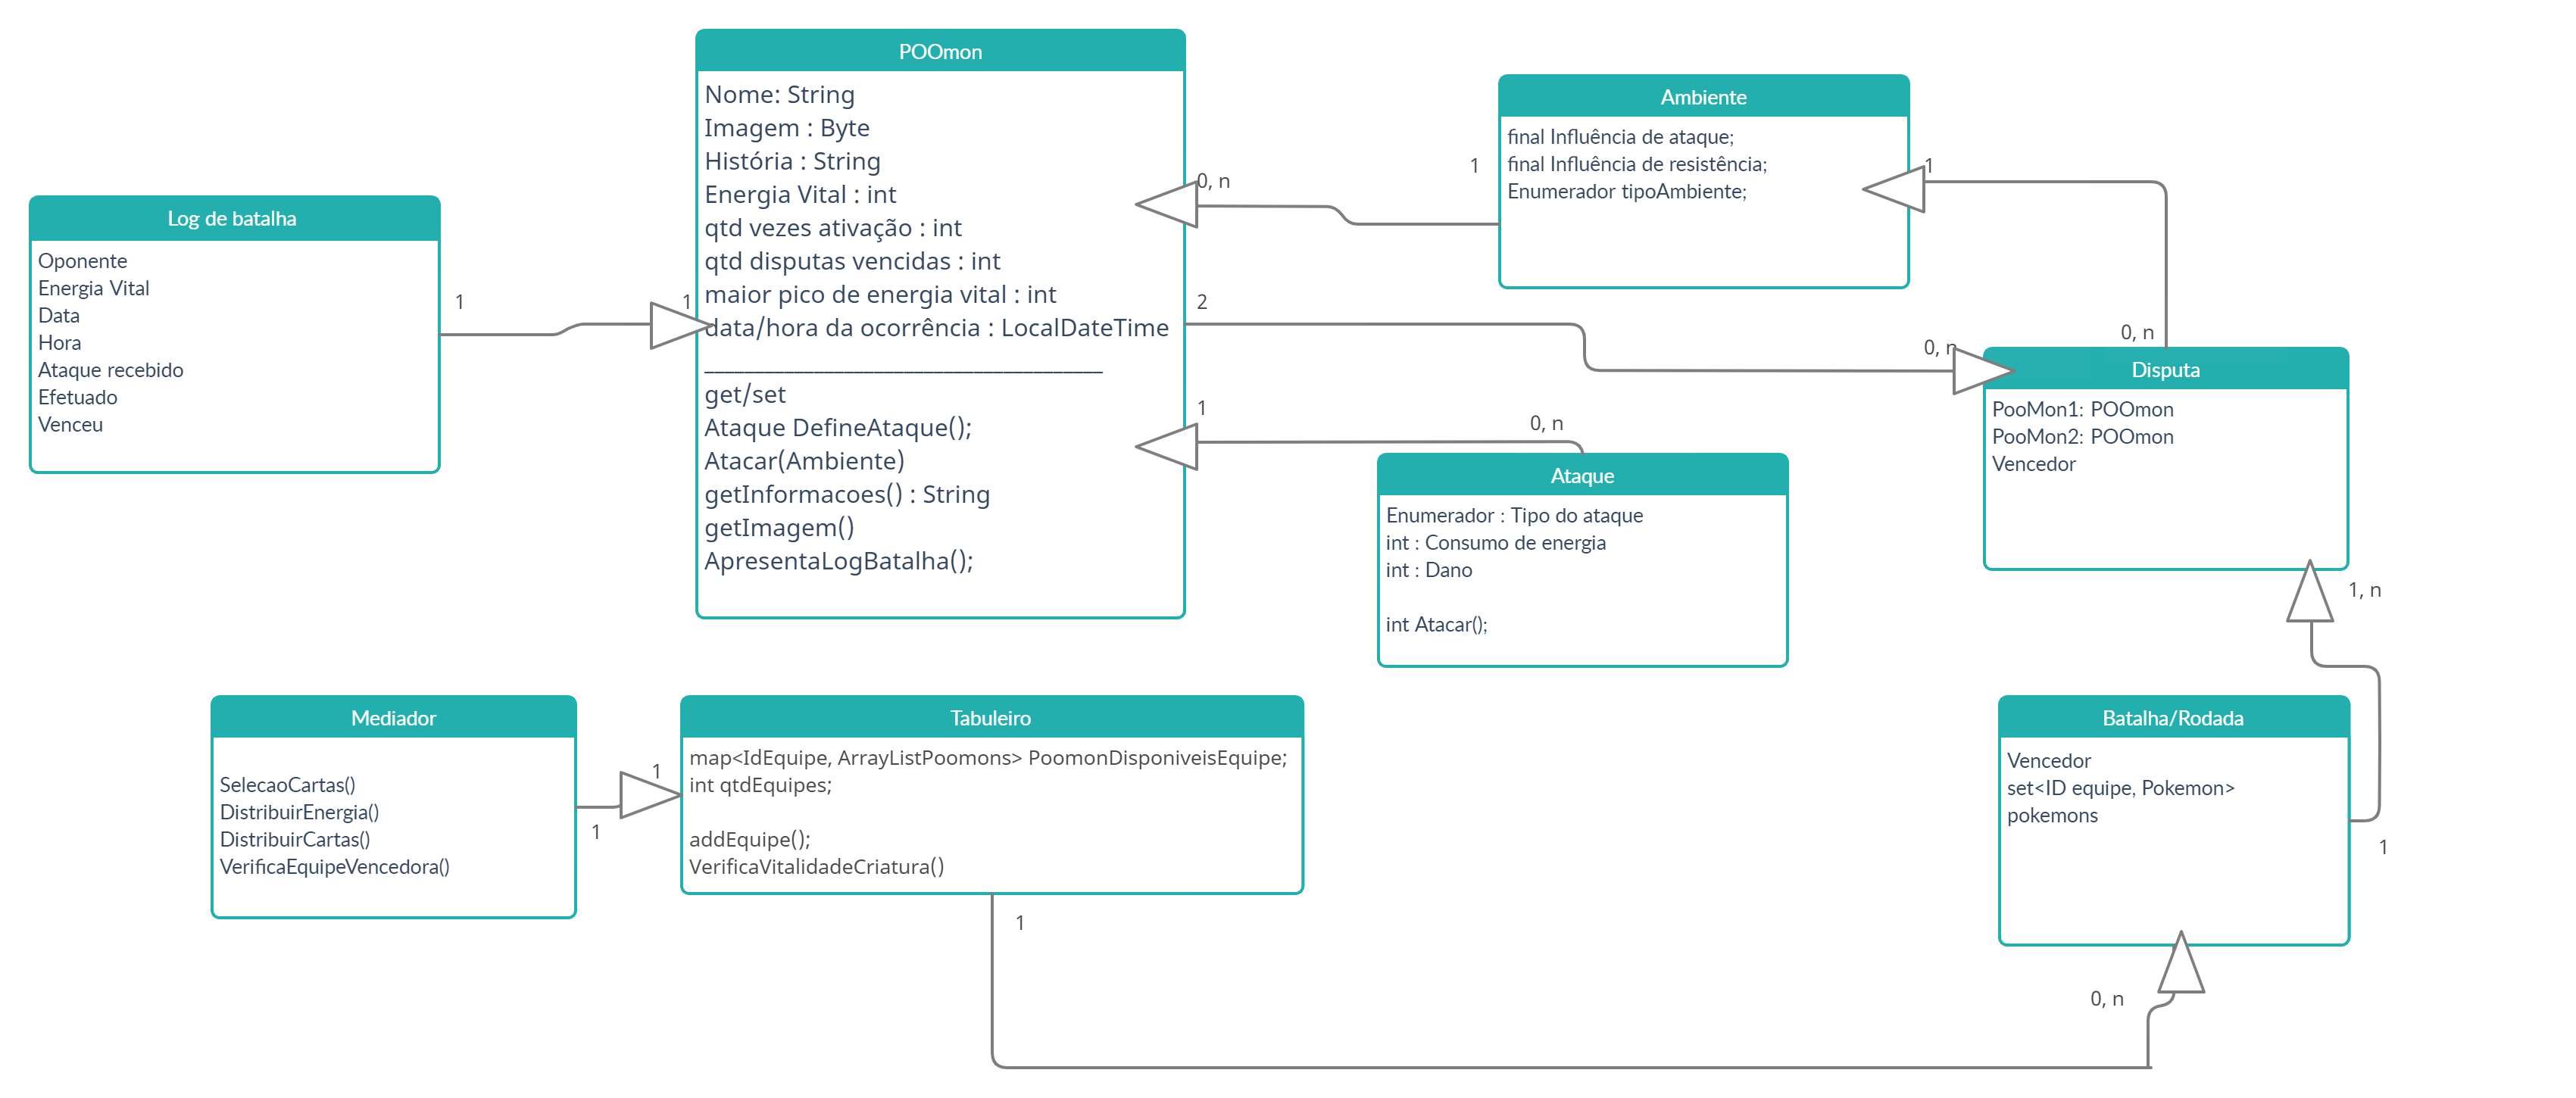 POOmon
Nome: String
Imagem : Byte
História : String
Energia Vital : int
qtd vezes ativação : int
qtd disputas vencidas : int
maior pico de energia vital : int
data/hora da ocorrência : LocalDateTime
________________________________________
get/set
Ataque DefineAtaque();
Atacar(Ambiente)
getInformacoes() : String
getImagem()
ApresentaLogBatalha();
Ambiente
final Influência de ataque;
final Influência de resistência;
Enumerador tipoAmbiente;
Log de batalha
Oponente
Energia Vital
Data
Hora
Ataque recebido
Efetuado
Venceu
1
1
0, n
1
1
0, n
2
0, n
1
0, n
Disputa
PooMon1: POOmon
PooMon2: POOmon
Vencedor
Ataque
Enumerador : Tipo do ataque
int : Consumo de energia
int : Dano
int Atacar();
1, n
Mediador
SelecaoCartas()
DistribuirEnergia()
DistribuirCartas()
VerificaEquipeVencedora()
1
1
Tabuleiro
map<IdEquipe, ArrayListPoomons> PoomonDisponiveisEquipe;
int qtdEquipes;
addEquipe();
VerificaVitalidadeCriatura()
Batalha/Rodada
Vencedor
set<ID equipe, Pokemon>
pokemons
1
1
0, n